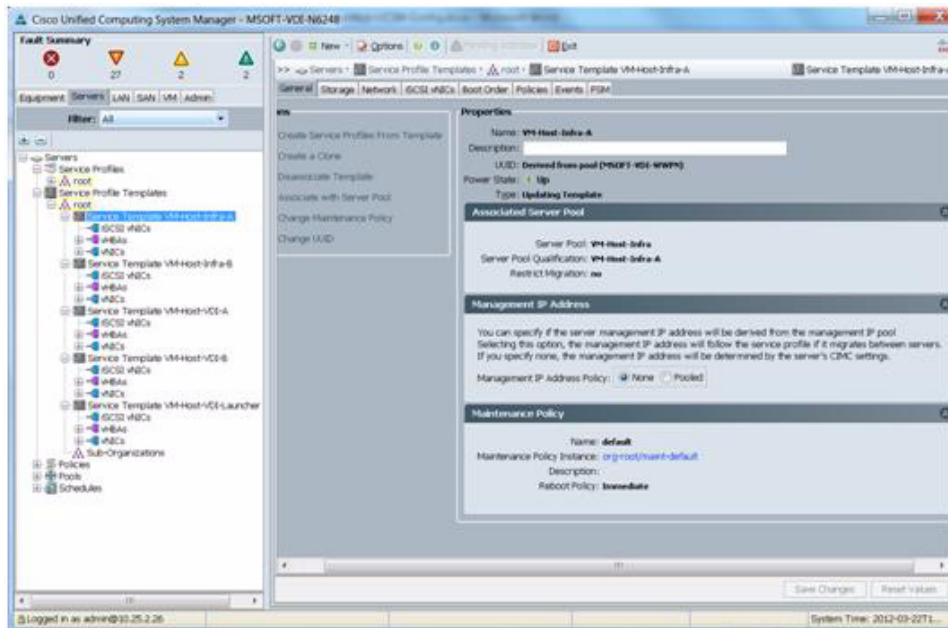 Cisco Unified Computing System Manager - MSOFT-VDI-N6248
Fault Summary
0 27 2 2
Equipment Servers LAN SAN VM Admin
Filter: All
Servers
Service Profiles
root
Service Profile Templates
root
Service Template VM-Host-Infra-A
iSCSI vNICs
vHBAs
vNICs
Service Template VM-Host-Infra-B
iSCSI vNICs
vHBAs
vNICs
Service Template VM-Host-VDI-A
iSCSI vNICs
vHBAs
vNICs
Service Template VM-Host-VDI-B
iSCSI vNICs
vHBAs
vNICs
Service Template VM-Host-VDI-Launcher
iSCSI vNICs
vHBAs
vNICs
Sub-Organizations
Policies
Pools
Schedules
New Options Exit
>> Servers Service Profile Templates root Service Template VM-Host-Infra-A
Service Template VM-Host-Infra-
General Storage Network iSCSI vNICs Boot Order Policies Events FSM
Create Service Profiles From Template
Create a Clone
Disassociate Template
Associate with Server Pool
Change Maintenance Policy
Change UUID
Properties
Name: VM-Host-Infra-A
Description:
UUID: Derived from pool (MSOFT-VDI-WWPN)
Power State: Up
Type: Updating Template
Associated Server Pool
Server Pool: VM-Host-Infra
Server Pool Qualification: VM-Host-Infra-A
Restrict Migration: no
Management IP Address
You can specify if the server management IP address will be derived from the management IP pool
Selecting this option, the management IP address will follow the service profile if it migrates between servers.
If you specify none, the management IP address will be determined by the server's CIMC settings.
Management IP Address Policy: None Pooled
Maintenance Policy
Name: default
Maintenance Policy Instance: org-root/maint-default
Description:
Reboot Policy: Immediate
Save Changes Reset Values
Logged in as admin@10.25.2.26
System Time: 2012-03-22T1...